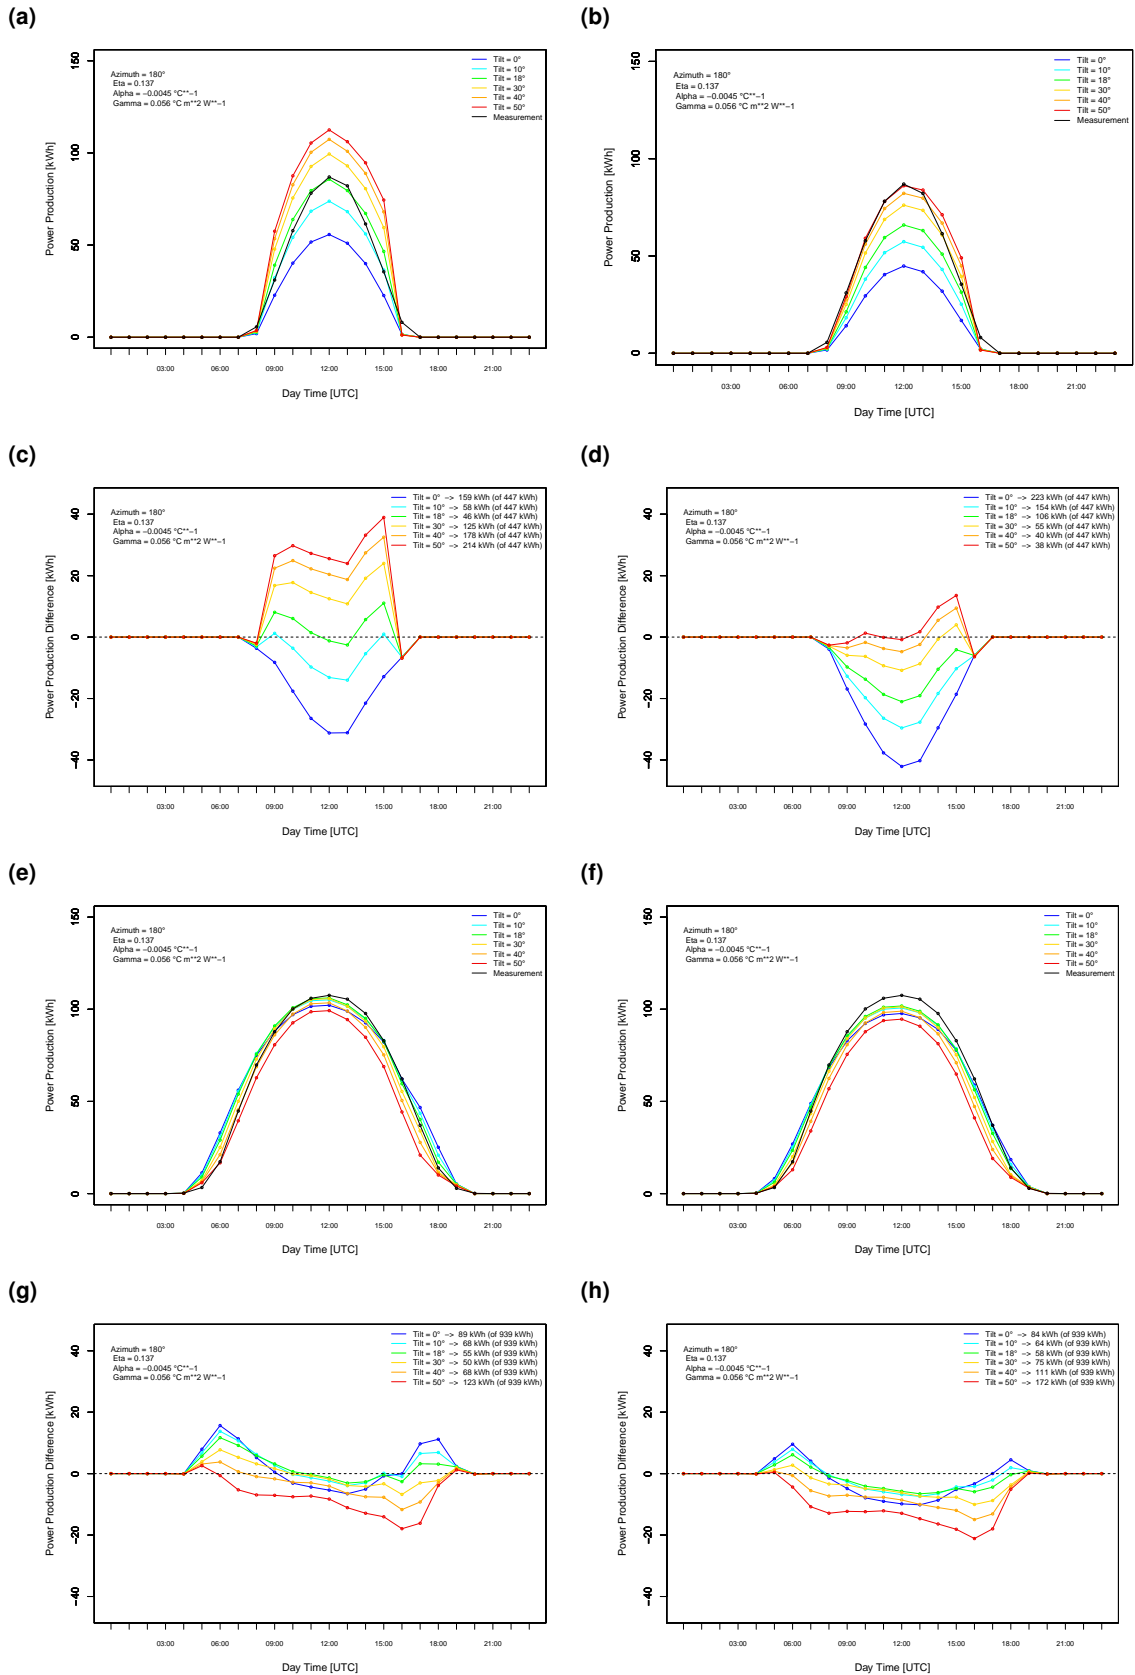 (a)
150
100
50
0
Power Production [kWh]
Azimuth = 180°
Eta = 0.137
Alpha = −0.0045 °C**−1
Gamma = 0.056 °C m**2 W**−1
Tilt = 0°
Tilt = 10°
Tilt = 18°
Tilt = 30°
Tilt = 40°
Tilt = 50°
Measurement
03:00 06:00 09:00 12:00 15:00 18:00 21:00
Day Time [UTC]
(b)
150
100
50
0
Power Production [kWh]
Azimuth = 180°
Eta = 0.137
Alpha = −0.0045 °C**−1
Gamma = 0.056 °C m**2 W**−1
Tilt = 0°
Tilt = 10°
Tilt = 18°
Tilt = 30°
Tilt = 40°
Tilt = 50°
Measurement
03:00 06:00 09:00 12:00 15:00 18:00 21:00
Day Time [UTC]
(c)
40
20
0
−20
−40
Power Production Difference [kWh]
Azimuth = 180°
Eta = 0.137
Alpha = −0.0045 °C**−1
Gamma = 0.056 °C m**2 W**−1
Tilt = 0° −> 159 kWh (of 447 kWh)
Tilt = 10° −> 58 kWh (of 447 kWh)
Tilt = 18° −> 46 kWh (of 447 kWh)
Tilt = 30° −> 125 kWh (of 447 kWh)
Tilt = 40° −> 178 kWh (of 447 kWh)
Tilt = 50° −> 214 kWh (of 447 kWh)
03:00 06:00 09:00 12:00 15:00 18:00 21:00
Day Time [UTC]
(d)
40
20
0
−20
−40
Power Production Difference [kWh]
Azimuth = 180°
Eta = 0.137
Alpha = −0.0045 °C**−1
Gamma = 0.056 °C m**2 W**−1
Tilt = 0° −> 223 kWh (of 447 kWh)
Tilt = 10° −> 154 kWh (of 447 kWh)
Tilt = 18° −> 106 kWh (of 447 kWh)
Tilt = 30° −> 55 kWh (of 447 kWh)
Tilt = 40° −> 40 kWh (of 447 kWh)
Tilt = 50° −> 38 kWh (of 447 kWh)
03:00 06:00 09:00 12:00 15:00 18:00 21:00
Day Time [UTC]
(e)
150
100
50
0
Power Production [kWh]
Azimuth = 180°
Eta = 0.137
Alpha = −0.0045 °C**−1
Gamma = 0.056 °C m**2 W**−1
Tilt = 0°
Tilt = 10°
Tilt = 18°
Tilt = 30°
Tilt = 40°
Tilt = 50°
Measurement
03:00 06:00 09:00 12:00 15:00 18:00 21:00
Day Time [UTC]
(f)
150
100
50
0
Power Production [kWh]
Azimuth = 180°
Eta = 0.137
Alpha = −0.0045 °C**−1
Gamma = 0.056 °C m**2 W**−1
Tilt = 0°
Tilt = 10°
Tilt = 18°
Tilt = 30°
Tilt = 40°
Tilt = 50°
Measurement
03:00 06:00 09:00 12:00 15:00 18:00 21:00
Day Time [UTC]
(g)
40
20
0
−20
−40
Power Production Difference [kWh]
Azimuth = 180°
Eta = 0.137
Alpha = −0.0045 °C**−1
Gamma = 0.056 °C m**2 W**−1
Tilt = 0° −> 89 kWh (of 939 kWh)
Tilt = 10° −> 68 kWh (of 939 kWh)
Tilt = 18° −> 55 kWh (of 939 kWh)
Tilt = 30° −> 50 kWh (of 939 kWh)
Tilt = 40° −> 68 kWh (of 939 kWh)
Tilt = 50° −> 123 kWh (of 939 kWh)
03:00 06:00 09:00 12:00 15:00 18:00 21:00
Day Time [UTC]
(h)
40
20
0
−20
−40
Power Production Difference [kWh]
Azimuth = 180°
Eta = 0.137
Alpha = −0.0045 °C**−1
Gamma = 0.056 °C m**2 W**−1
Tilt = 0° −> 84 kWh (of 939 kWh)
Tilt = 10° −> 64 kWh (of 939 kWh)
Tilt = 18° −> 58 kWh (of 939 kWh)
Tilt = 30° −> 75 kWh (of 939 kWh)
Tilt = 40° −> 111 kWh (of 939 kWh)
Tilt = 50° −> 172 kWh (of 939 kWh)
03:00 06:00 09:00 12:00 15:00 18:00 21:00
Day Time [UTC]